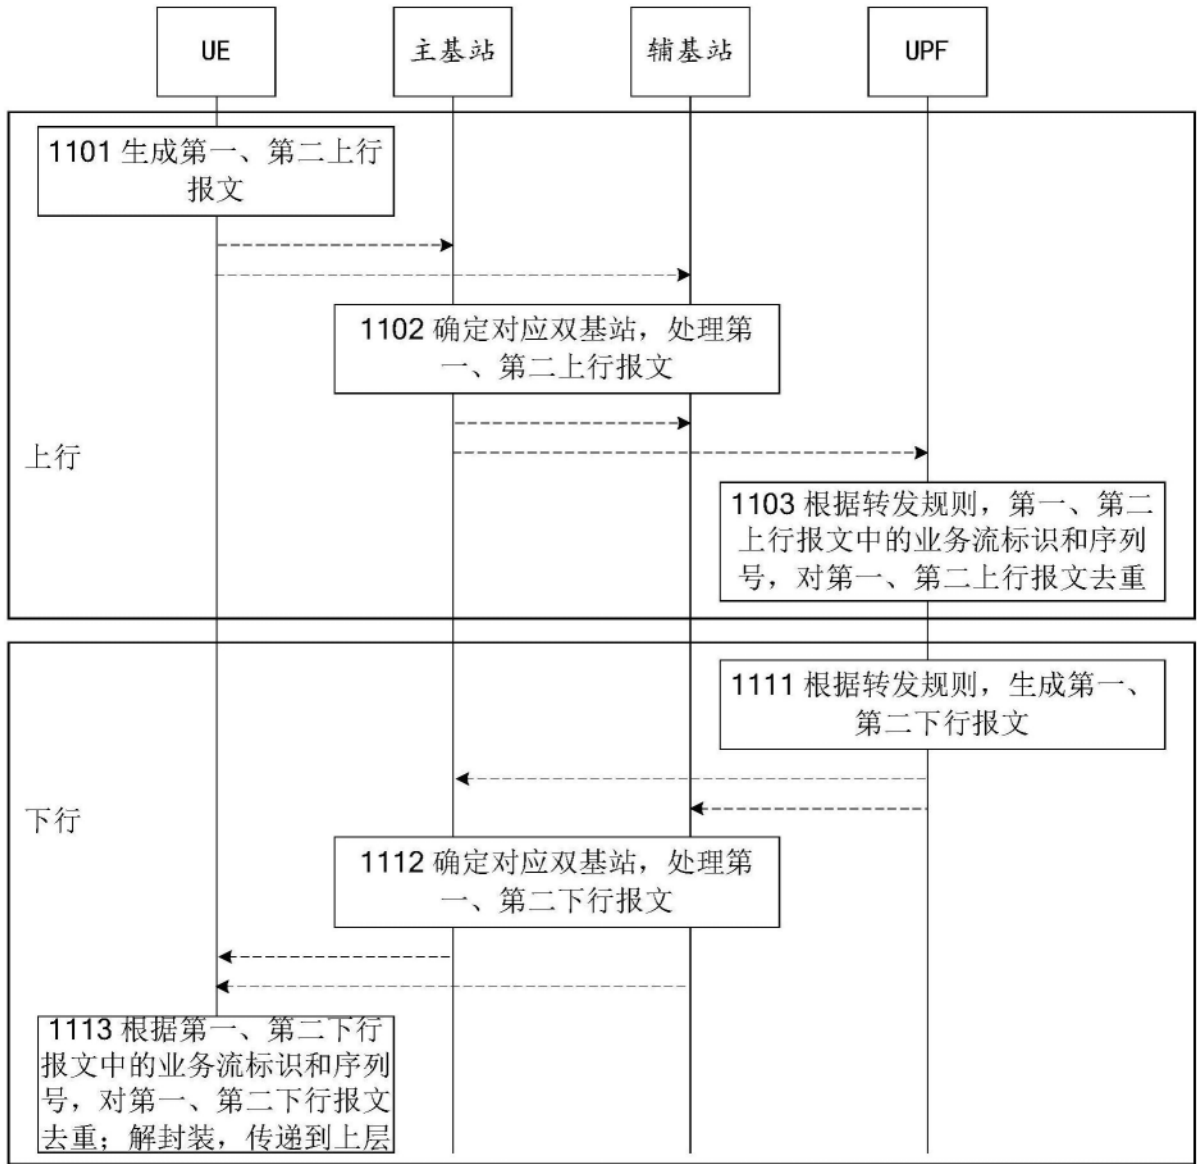 UE
主基站
辅基站
UPF
1101 生成第一、第二上行
报文
1102 确定对应双基站，处理第
一、第二上行报文
上行
1103 根据转发规则，第一、第二
上行报文中的业务流标识和序列
号，对第一、第二上行报文去重
1111 根据转发规则，生成第一、
第二下行报文
下行
1112 确定对应双基站，处理第
一、第二下行报文
1113 根据第一、第二下行
报文中的业务流标识和序列
号，对第一、第二下行报文
去重；解封装，传递到上层